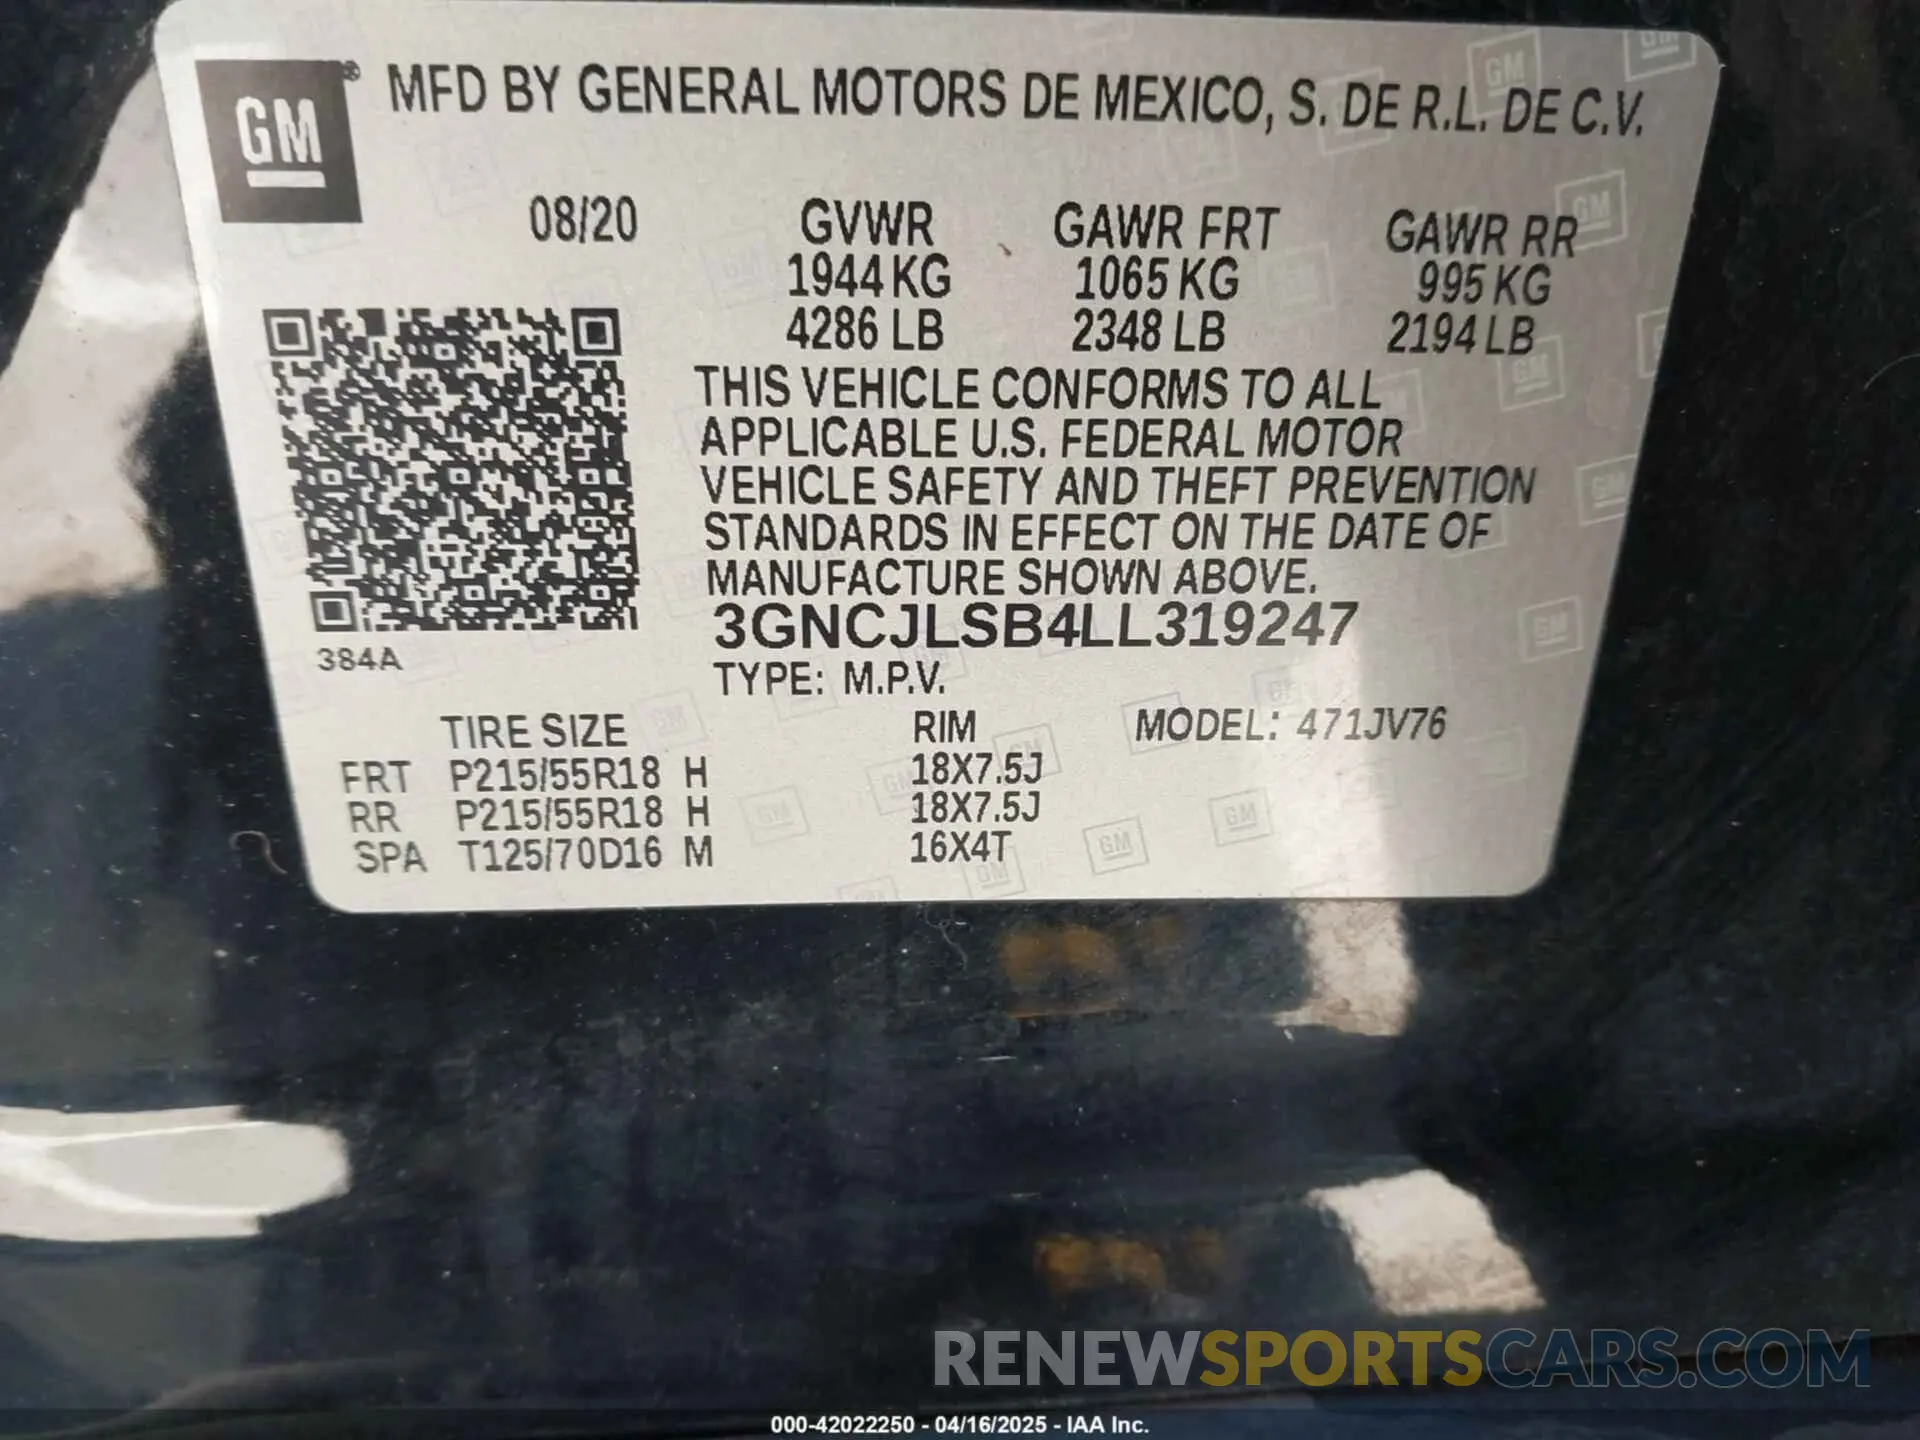 GM ® MFD BY GENERAL MOTORS DE MEXICO, S. DE R.L. DE C.V.
08/20 GVWR GAWR FRT GAWR RR
1944 KG 1065 KG 995 KG
4286 LB 2348 LB 2194 LB
THIS VEHICLE CONFORMS TO ALL
APPLICABLE U.S. FEDERAL MOTOR
VEHICLE SAFETY AND THEFT PREVENTION
STANDARDS IN EFFECT ON THE DATE OF
MANUFACTURE SHOWN ABOVE.
3GNCJLSB4LL319247
384A
TYPE: M.P.V.
TIRE SIZE RIM MODEL: 471JV76
FRT P215/55R18 H 18X7.5J
RR P215/55R18 H 18X7.5J
SPA T125/70D16 M 16X4T
RENEWSPORTSCARS.COM
000-42022250 - 04/16/2025 - IAA Inc.